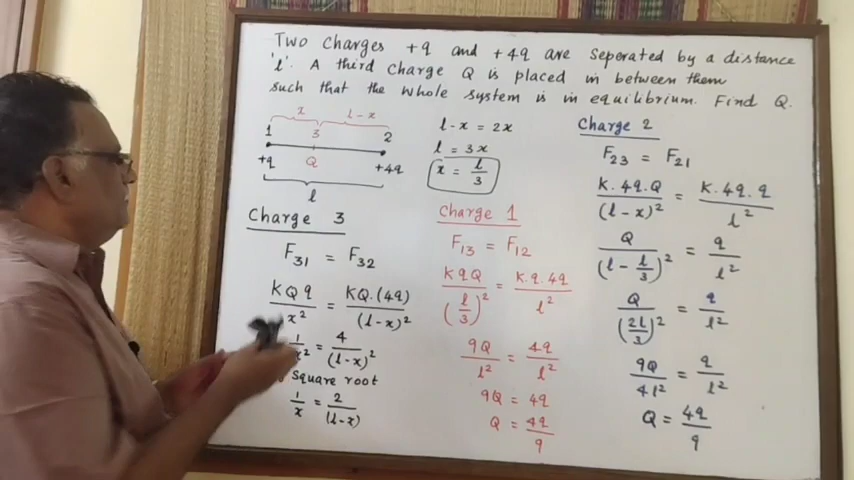 Two Charges +q and +4q are seperated by a distance
'l'. A third Charge Q is placed in between them
such that the whole system is in equilibrium. Find Q.
x l-x
1 3 2
+q Q +4q
l
l-x = 2x
l = 3x
x = l/3
Charge 3
F31 = F32
KQq/x² = KQ.(4q)/(l-x)²
1/x² = 4/(l-x)²
Square root
1/x = 2/(l-x)
Charge 1
F13 = F12
KqQ/(l/3)² = K.q.4q/l²
9Q/l² = 4q/l²
9Q = 4q
Q = 4q/9
Charge 2
F23 = F21
K.4q.Q/(l-x)² = K.4q.q/l²
Q/(l-l/3)² = q/l²
Q/(2l/3)² = q/l²
9Q/4l² = q/l²
Q = 4q/9